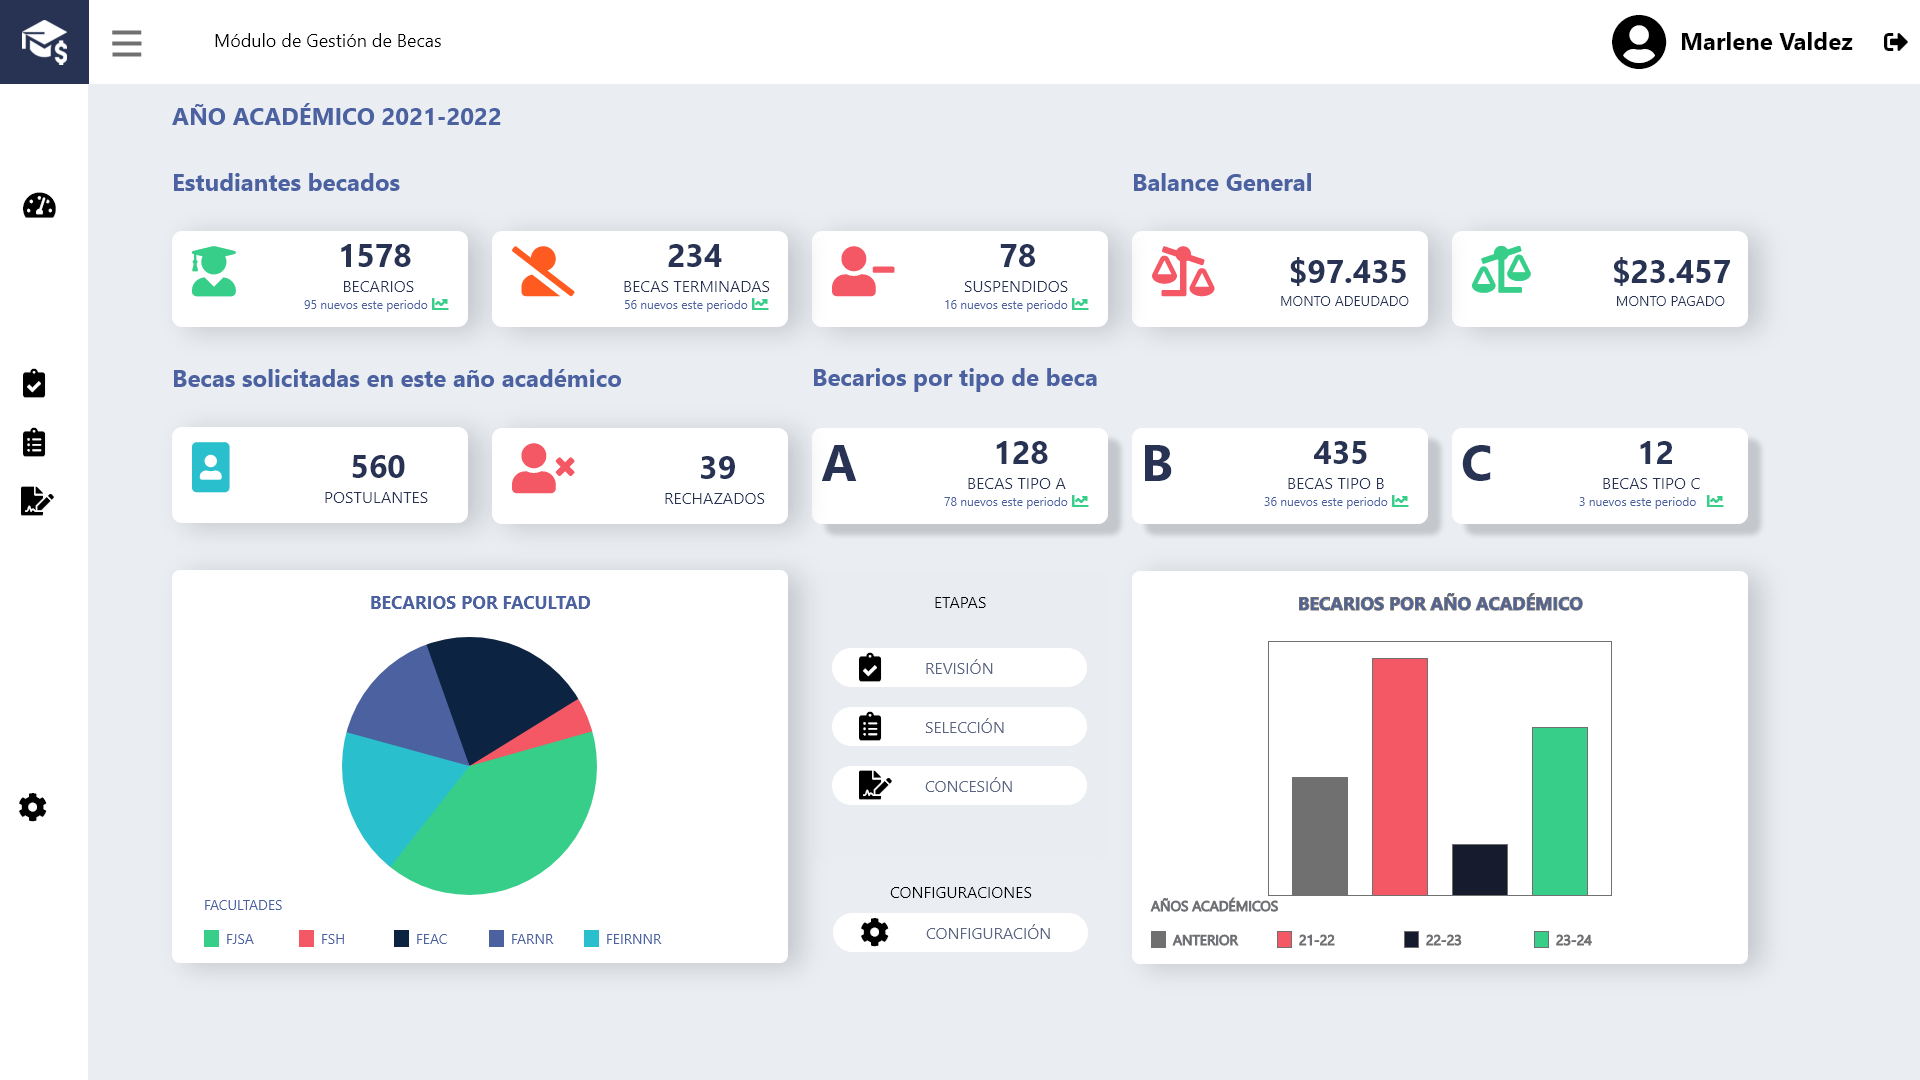 Módulo de Gestión de Becas
Marlene Valdez
AÑO ACADÉMICO 2021-2022
Estudiantes becados
Balance General
1578
BECARIOS
95 nuevos este periodo
234
BECAS TERMINADAS
56 nuevos este periodo
78
SUSPENDIDOS
16 nuevos este periodo
$97.435
MONTO ADEUDADO
$23.457
MONTO PAGADO
Becas solicitadas en este año académico
Becarios por tipo de beca
560
POSTULANTES
39
RECHAZADOS
A
128
BECAS TIPO A
78 nuevos este periodo
B
435
BECAS TIPO B
36 nuevos este periodo
C
12
BECAS TIPO C
3 nuevos este periodo
BECARIOS POR FACULTAD
FACULTADES
FJSA
FSH
FEAC
FARNR
FEIRNNR
ETAPAS
REVISIÓN
SELECCIÓN
CONCESIÓN
CONFIGURACIONES
CONFIGURACIÓN
BECARIOS POR AÑO ACADÉMICO
AÑOS ACADÉMICOS
ANTERIOR
21-22
22-23
23-24